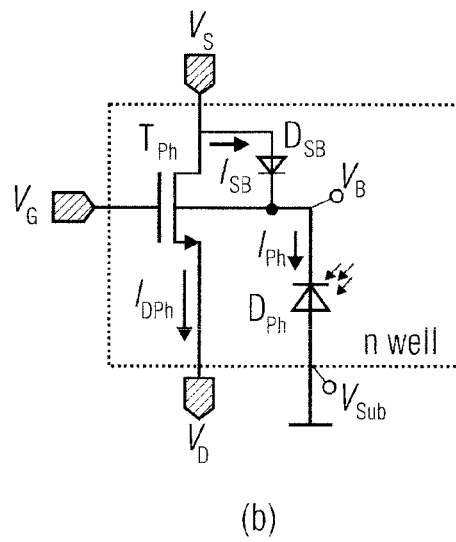 V_S
T_Ph
D_SB
I_SB
V_B
V_G
I_Ph
I_DPh
D_Ph
n well
V_Sub
V_D
(b)